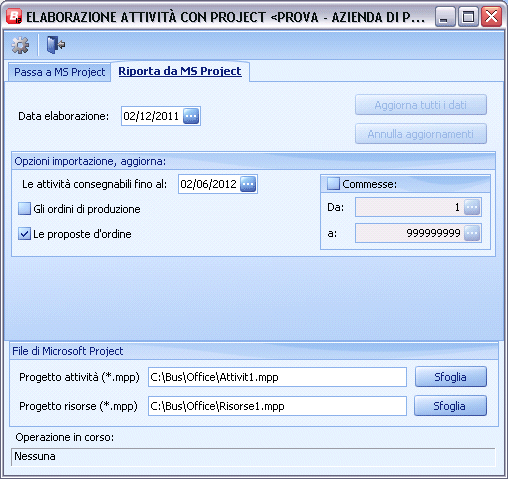 ELABORAZIONE ATTIVITÀ CON PROJECT <PROVA - AZIENDA DI P...
Passa a MS Project Riporta da MS Project
Data elaborazione: 02/12/2011 ... Aggiorna tutti i dati
Annulla aggiornamenti
Opzioni importazione, aggiorna:
Le attività consegnabili fino al: 02/06/2012 ... Commesse:
Gli ordini di produzione Da: 1 ...
Le proposte d'ordine a: 999999999 ...
File di Microsoft Project
Progetto attività (*.mpp) C:\Bus\Office\Attivit1.mpp Sfoglia
Progetto risorse (*.mpp) C:\Bus\Office\Risorse1.mpp Sfoglia
Operazione in corso:
Nessuna